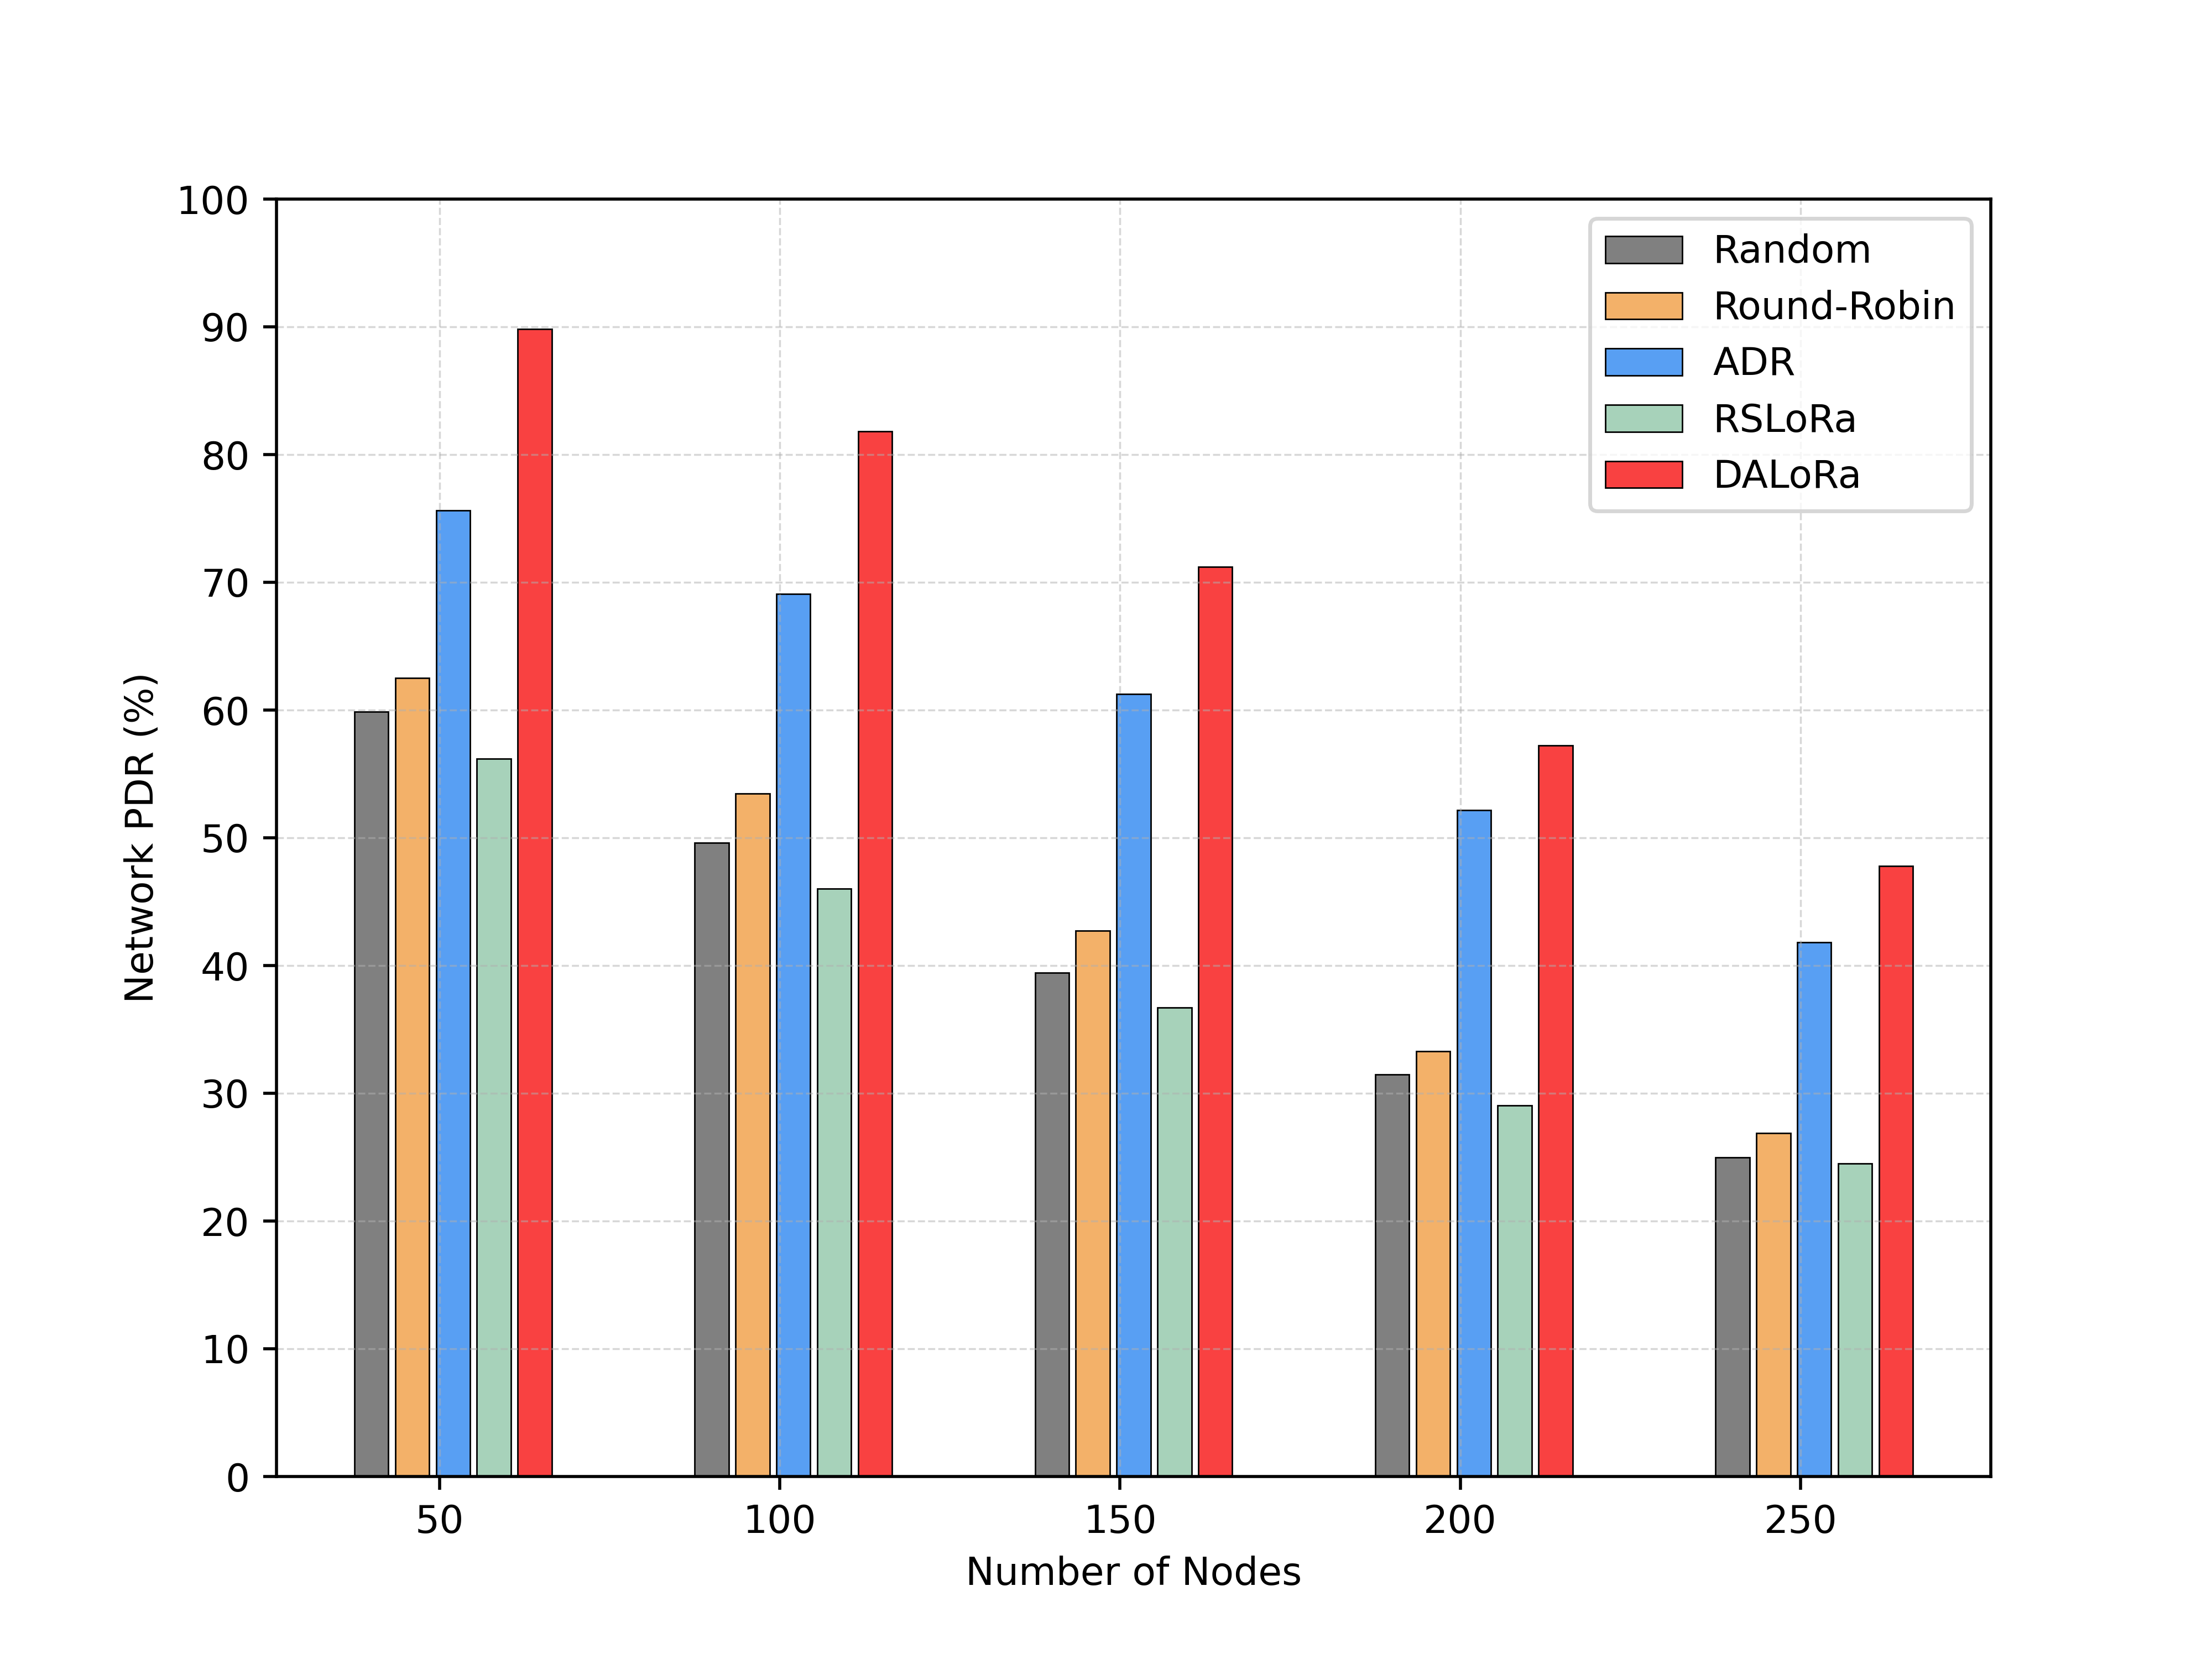 100
90
80
70
60
50
40
30
20
10
0
Network PDR (%)
Random
Round-Robin
ADR
RSLoRa
DALoRa
50 100 150 200 250
Number of Nodes